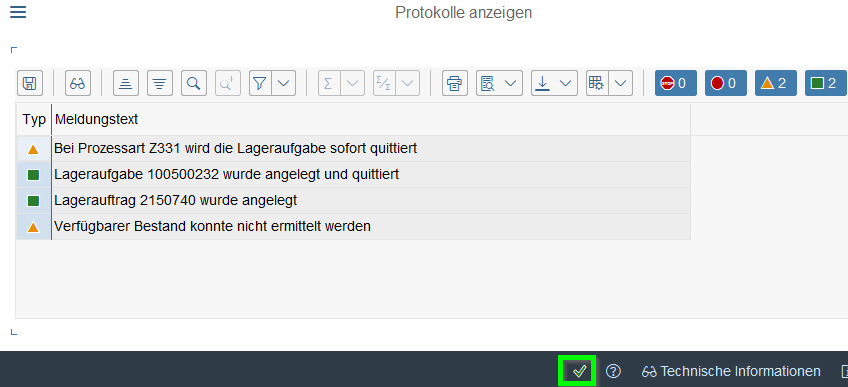 Protokolle anzeigen
STOP 0 0 2 2
Typ Meldungstext
Bei Prozessart Z331 wird die Lageraufgabe sofort quittiert
Lageraufgabe 100500232 wurde angelegt und quittiert
Lagerauftrag 2150740 wurde angelegt
Verfügbarer Bestand konnte nicht ermittelt werden
Technische Informationen